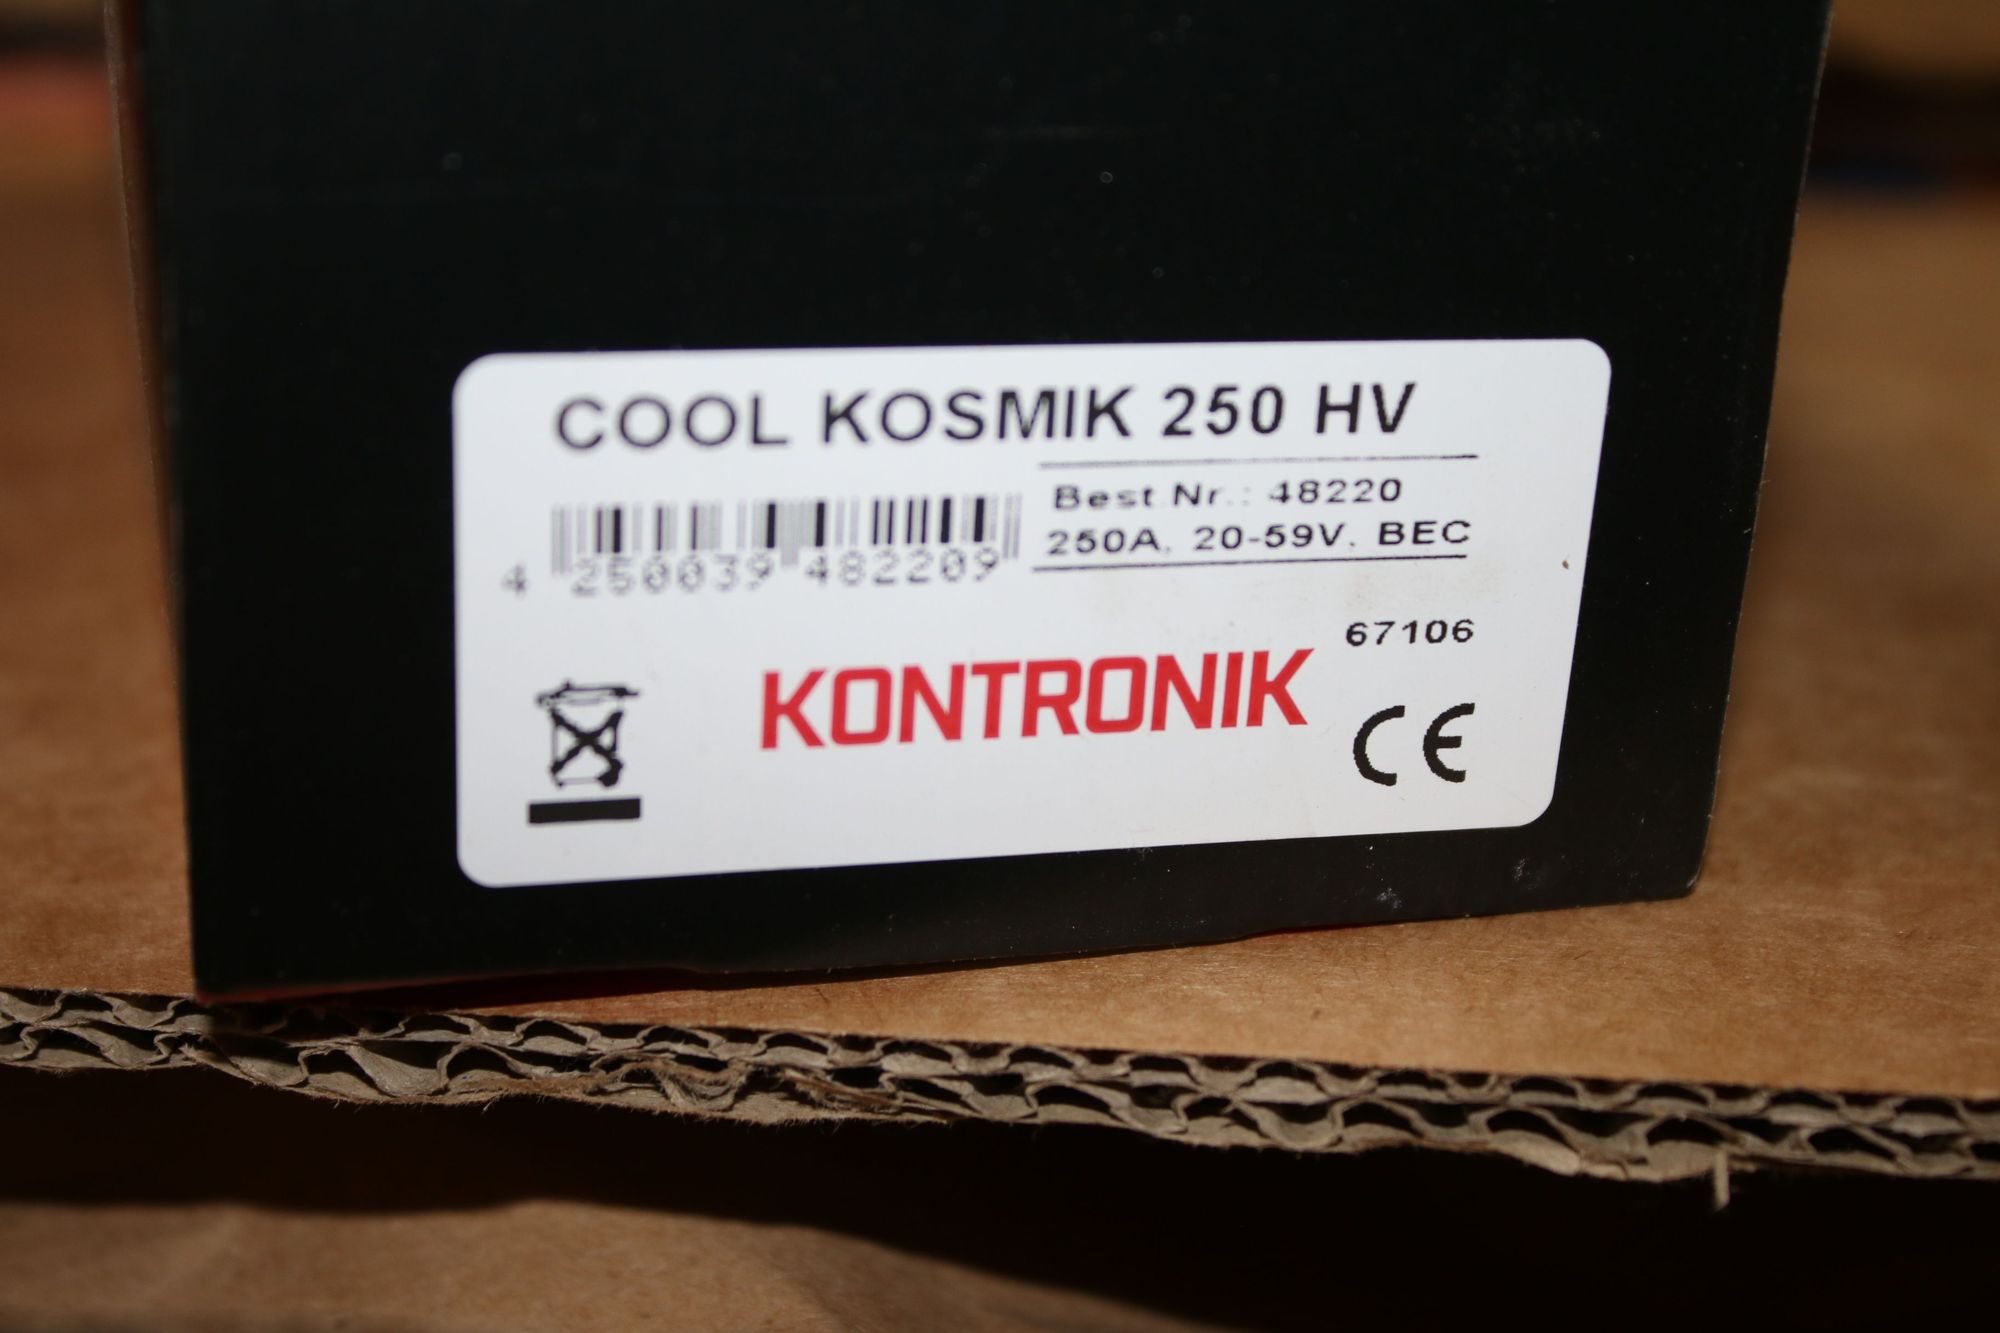 COOL KOSMIK 250 HV
Best.Nr.: 48220
250A, 20-59V, BEC
4 250039 482209
67106
KONTRONIK
CE